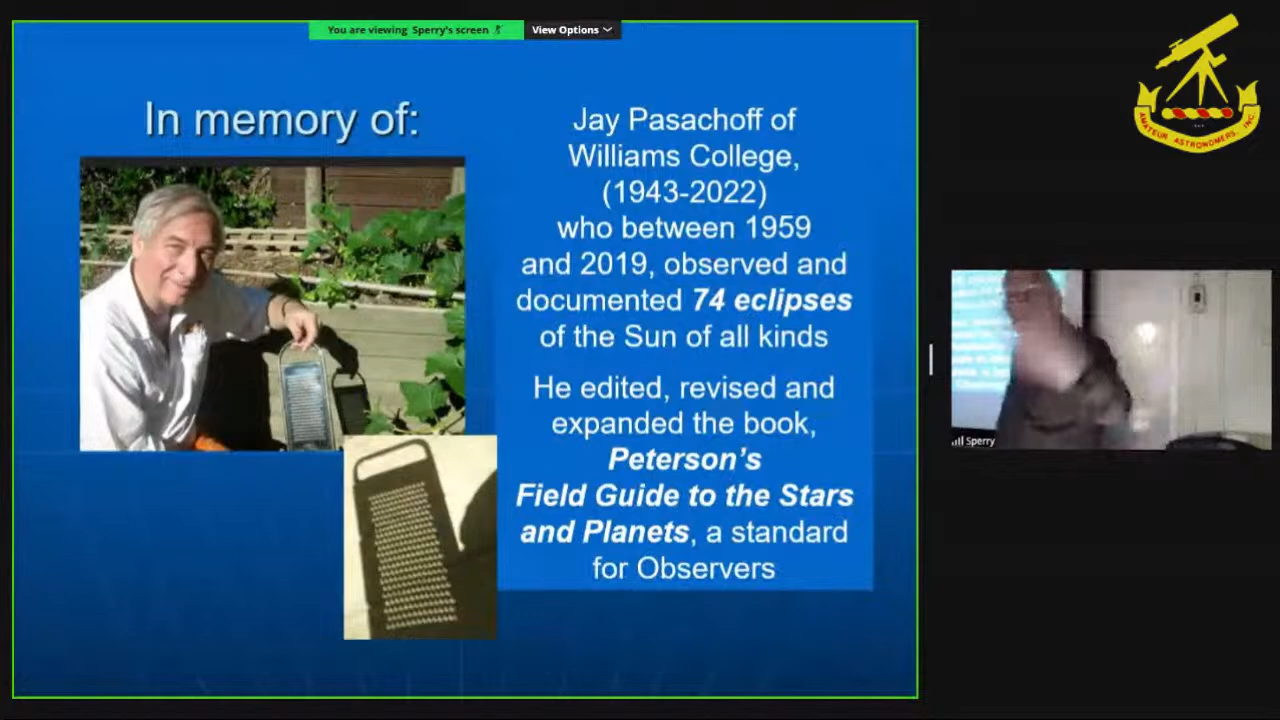 You are viewing Sperry's screen
View Options
In memory of:
Jay Pasachoff of
Williams College,
(1943-2022)
who between 1959
and 2019, observed and
documented 74 eclipses
of the Sun of all kinds
He edited, revised and
expanded the book,
Peterson's
Field Guide to the Stars
and Planets, a standard
for Observers
AMATEUR ASTRONOMERS, INC.
Sperry